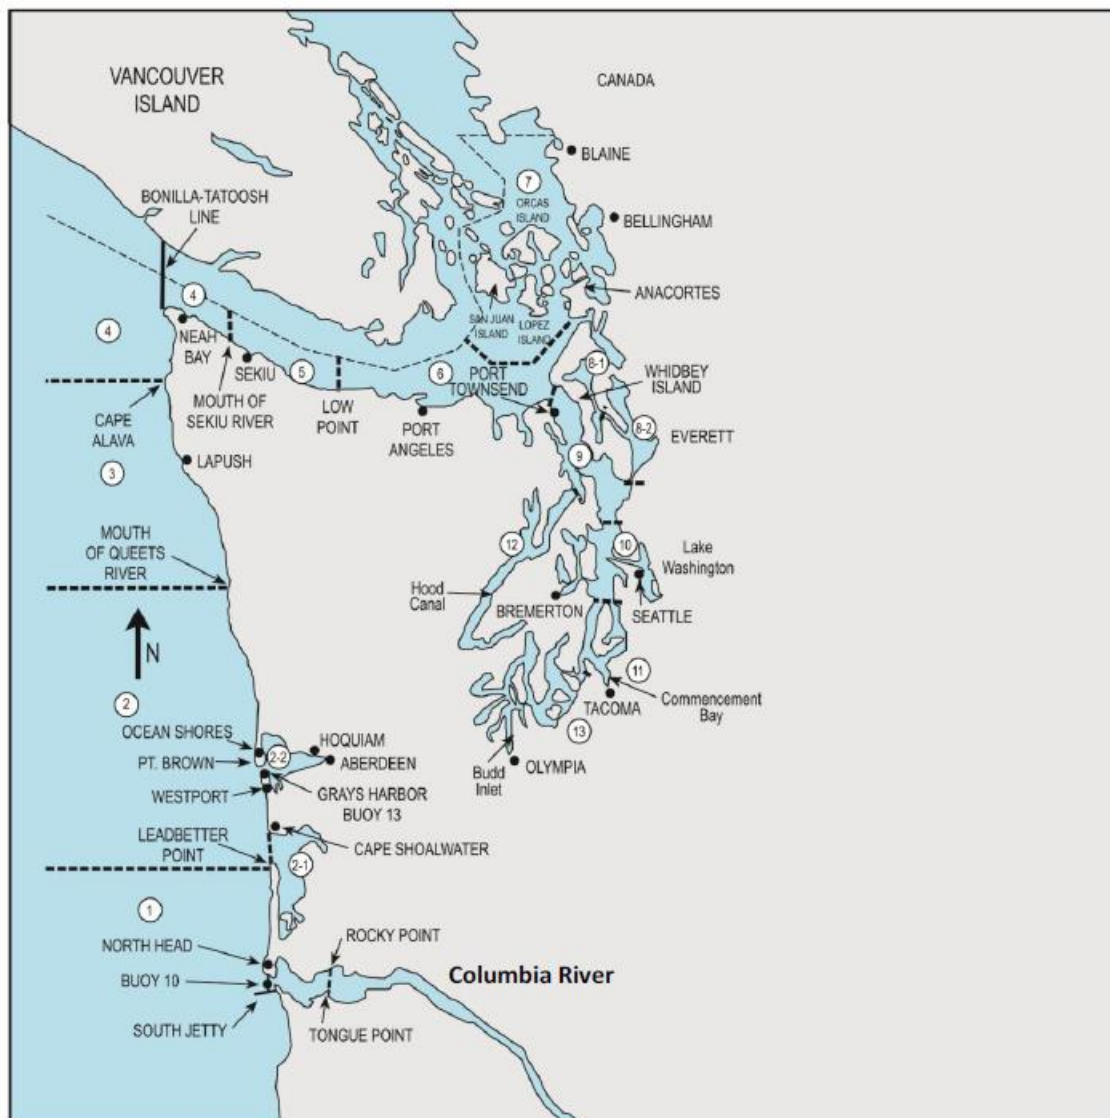 VANCOUVER
ISLAND
CANADA
BLAINE
7
ORCAS
ISLAND
BONILLA-TATOOSH
LINE
BELLINGHAM
ANACORTES
4
4
SAN JUAN
ISLAND
LOPEZ
ISLAND
NEAH
BAY
SEKIU
5
6
PORT
TOWNSEND
8-1
WHIDBEY
ISLAND
CAPE
ALAVA
MOUTH OF
SEKIU RIVER
LOW
POINT
PORT
ANGELES
8-2
EVERETT
3
LAPUSH
9
MOUTH
OF QUEETS
RIVER
12
10
Lake
Washington
Hood
Canal
BREMERTON
SEATTLE
N
11
2
TACOMA
Commencement
Bay
13
OCEAN SHORES
HOQUIAM
2-2
PT. BROWN
ABERDEEN
Budd
Inlet
OLYMPIA
WESTPORT
GRAYS HARBOR
BUOY 13
LEADBETTER
POINT
CAPE SHOALWATER
2-1
1
NORTH HEAD
ROCKY POINT
BUOY 10
Columbia River
SOUTH JETTY
TONGUE POINT